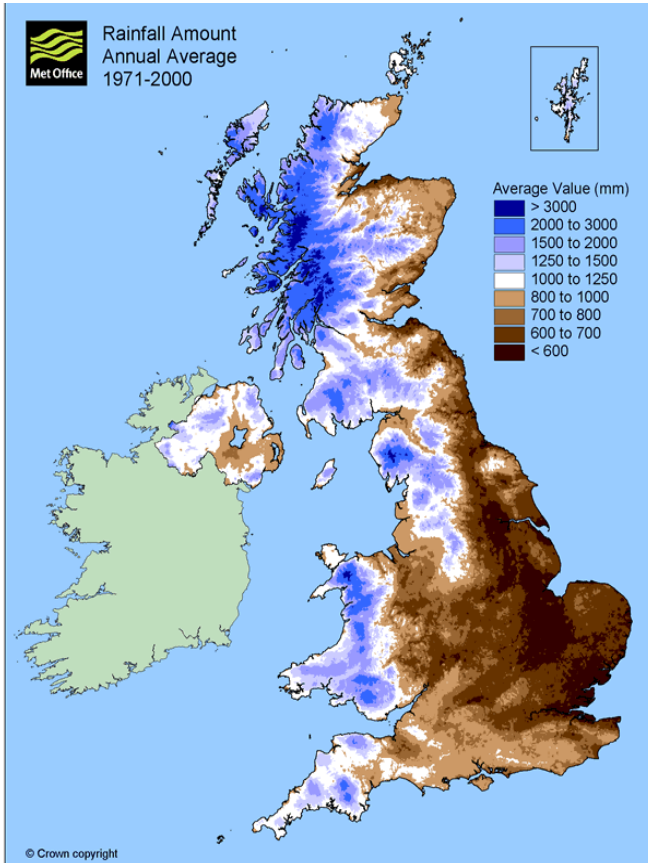 Met Office
Rainfall Amount
Annual Average
1971-2000
Average Value (mm)
> 3000
2000 to 3000
1500 to 2000
1250 to 1500
1000 to 1250
800 to 1000
700 to 800
600 to 700
< 600
© Crown copyright